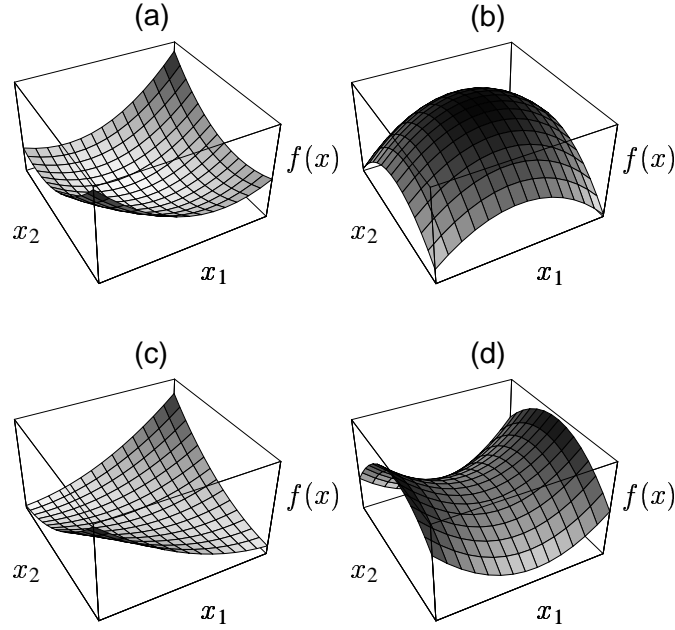 (a)
(b)
f(x)
f(x)
x₂
x₁
x₂
x₁
(c)
(d)
f(x)
f(x)
x₂
x₁
x₂
x₁